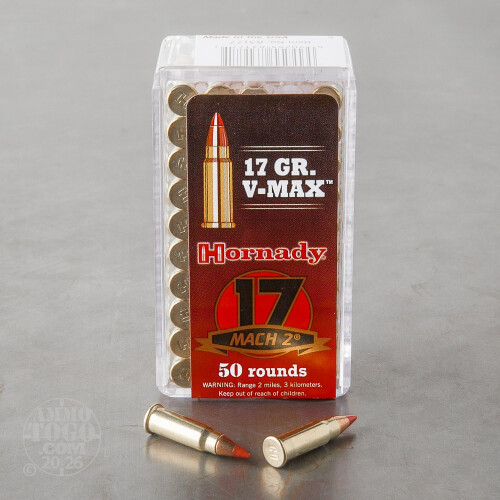 17 GR.
V-MAX™
Hornady
17
MACH 2®
50 rounds
WARNING: Range 2 miles, 3 kilometers.
Keep out of reach of children.
AMMO
TOGO.COM
© 2026